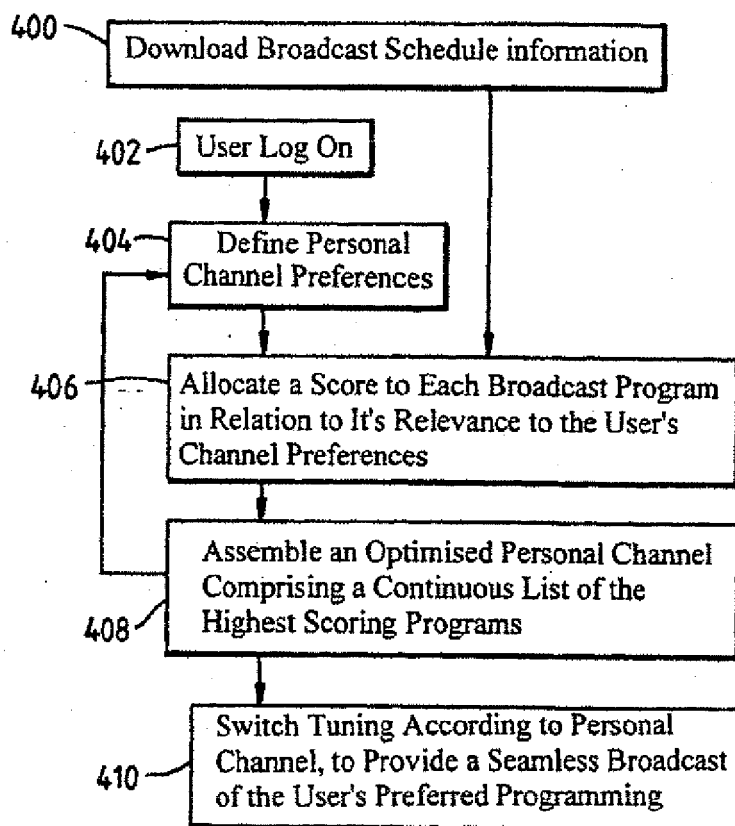 400
Download Broadcast Schedule information
402
User Log On
404
Define Personal
Channel Preferences
406
Allocate a Score to Each Broadcast Program
in Relation to It's Relevance to the User's
Channel Preferences
408
Assemble an Optimised Personal Channel
Comprising a Continuous List of the
Highest Scoring Programs
410
Switch Tuning According to Personal
Channel, to Provide a Seamless Broadcast
of the User's Preferred Programming